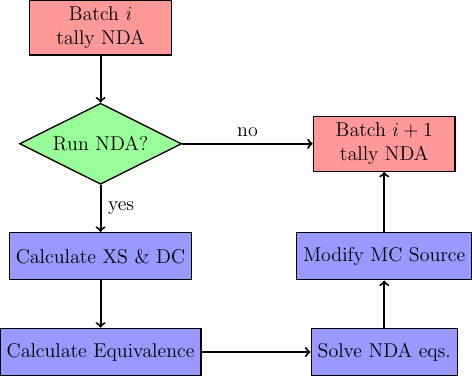 Batch i
tally NDA
Run NDA?
no
Batch i + 1
tally NDA
yes
Calculate XS & DC
Modify MC Source
Calculate Equivalence
Solve NDA eqs.